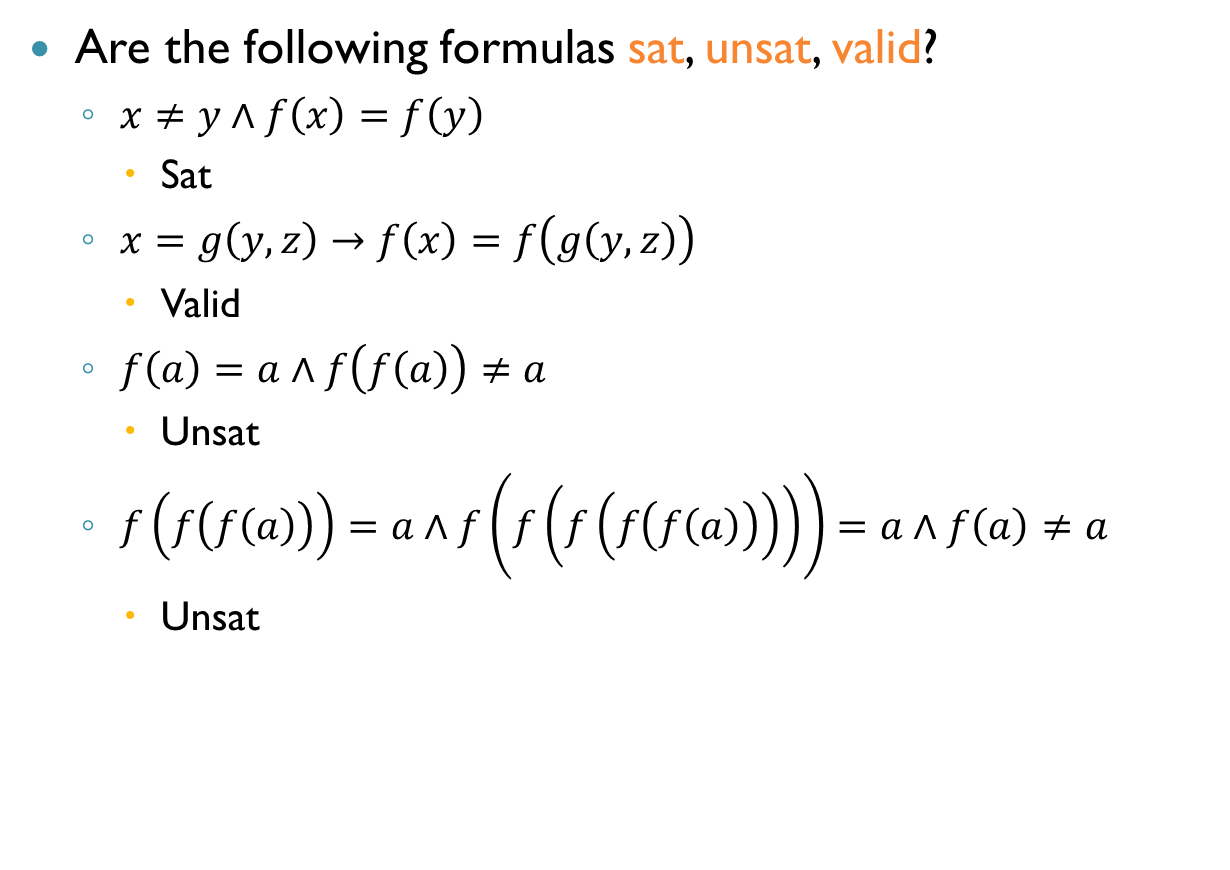 • Are the following formulas sat, unsat, valid?
◦ x ≠ y ∧ f(x) = f(y)
• Sat
◦ x = g(y, z) → f(x) = f(g(y, z))
• Valid
◦ f(a) = a ∧ f(f(a)) ≠ a
• Unsat
◦ f(f(f(a))) = a ∧ f(f(f(f(f(a))))) = a ∧ f(a) ≠ a
• Unsat